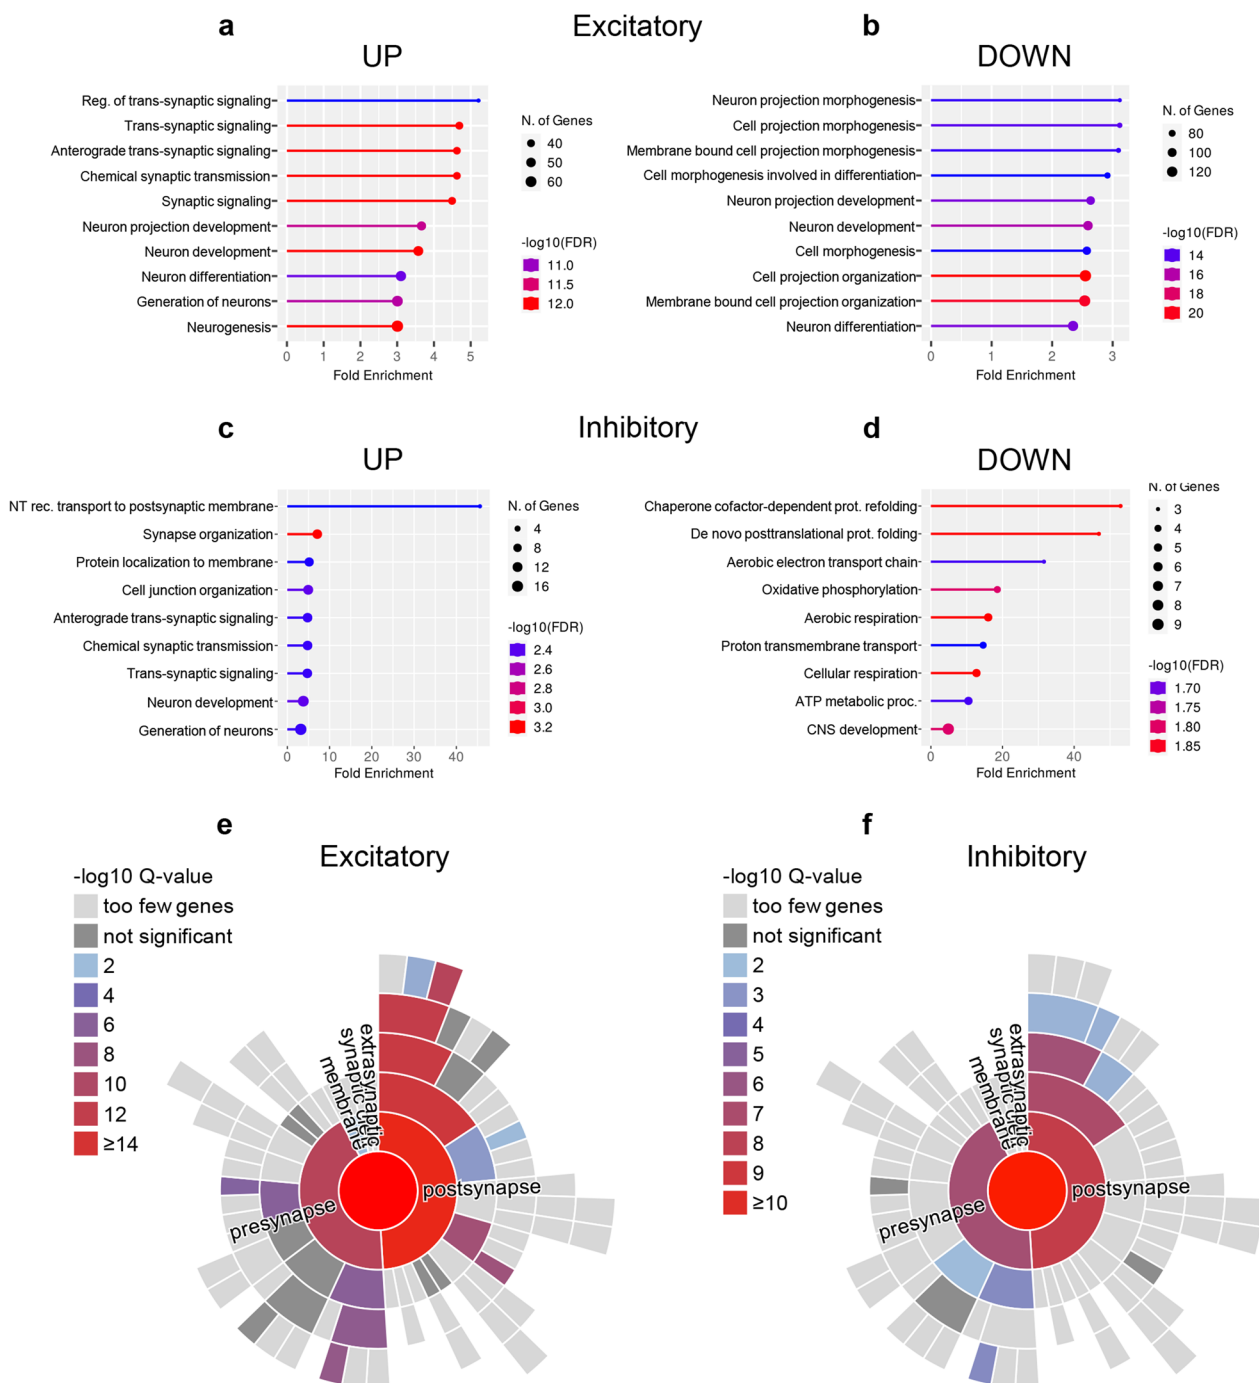 a
Excitatory
b
UP
DOWN
Reg. of trans-synaptic signaling
Trans-synaptic signaling
Anterograde trans-synaptic signaling
Chemical synaptic transmission
Synaptic signaling
Neuron projection development
Neuron development
Neuron differentiation
Generation of neurons
Neurogenesis
0 1 2 3 4 5
Fold Enrichment
N. of Genes
40
50
60
-log10(FDR)
11.0
11.5
12.0
Neuron projection morphogenesis
Cell projection morphogenesis
Membrane bound cell projection morphogenesis
Cell morphogenesis involved in differentiation
Neuron projection development
Neuron development
Cell morphogenesis
Cell projection organization
Membrane bound cell projection organization
Neuron differentiation
0 1 2 3
Fold Enrichment
N. of Genes
80
100
120
-log10(FDR)
14
16
18
20
c
Inhibitory
d
UP
DOWN
NT rec. transport to postsynaptic membrane
Synapse organization
Protein localization to membrane
Cell junction organization
Anterograde trans-synaptic signaling
Chemical synaptic transmission
Trans-synaptic signaling
Neuron development
Generation of neurons
0 10 20 30 40
Fold Enrichment
N. of Genes
4
8
12
16
-log10(FDR)
2.4
2.6
2.8
3.0
3.2
Chaperone cofactor-dependent prot. refolding
De novo posttranslational prot. folding
Aerobic electron transport chain
Oxidative phosphorylation
Aerobic respiration
Proton transmembrane transport
Cellular respiration
ATP metabolic proc.
CNS development
0 20 40
Fold Enrichment
N. of Genes
3
4
5
6
7
8
9
-log10(FDR)
1.70
1.75
1.80
1.85
e
Excitatory
-log10 Q-value
too few genes
not significant
2
4
6
8
10
12
≥14
extrasynaptic
synaptic
membrane
postsynapse
presynapse
f
Inhibitory
-log10 Q-value
too few genes
not significant
2
3
4
5
6
7
8
9
≥10
extrasynaptic
synaptic
membrane
postsynapse
presynapse